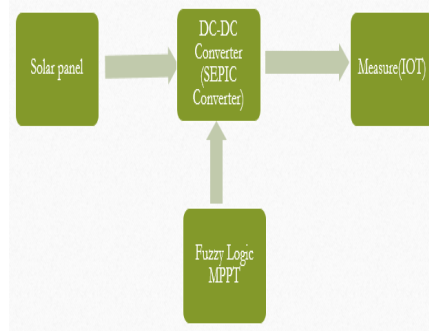 Solar panel
DC-DC
Converter
(SEPIC
Converter)
Measure(IOT)
Fuzzy Logic
MPPT